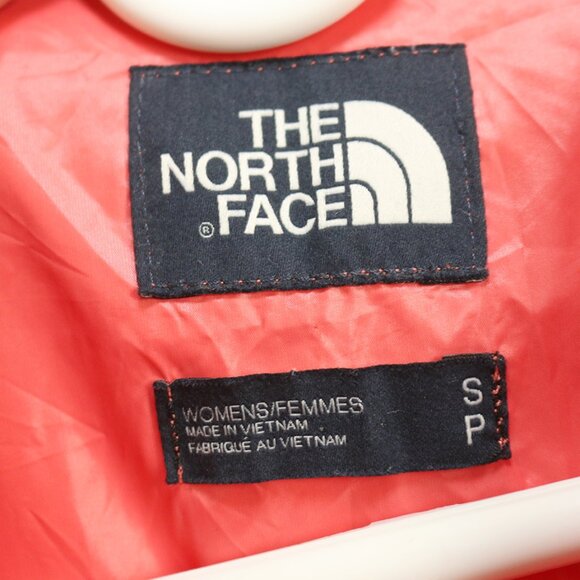 THE
NORTH
® FACE
WOMENS/FEMMES
MADE IN VIETNAM
FABRIQUÉ AU VIETNAM
S
P